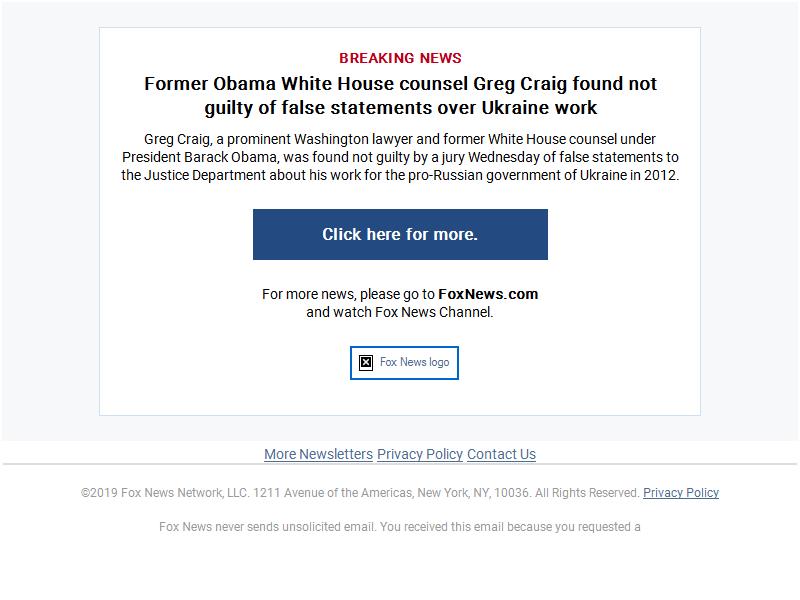 BREAKING NEWS
Former Obama White House counsel Greg Craig found not
guilty of false statements over Ukraine work
Greg Craig, a prominent Washington lawyer and former White House counsel under
President Barack Obama, was found not guilty by a jury Wednesday of false statements to
the Justice Department about his work for the pro-Russian government of Ukraine in 2012.
Click here for more.
For more news, please go to FoxNews.com
and watch Fox News Channel.
Fox News logo
More Newsletters Privacy Policy Contact Us
©2019 Fox News Network, LLC. 1211 Avenue of the Americas, New York, NY, 10036. All Rights Reserved. Privacy Policy
Fox News never sends unsolicited email. You received this email because you requested a